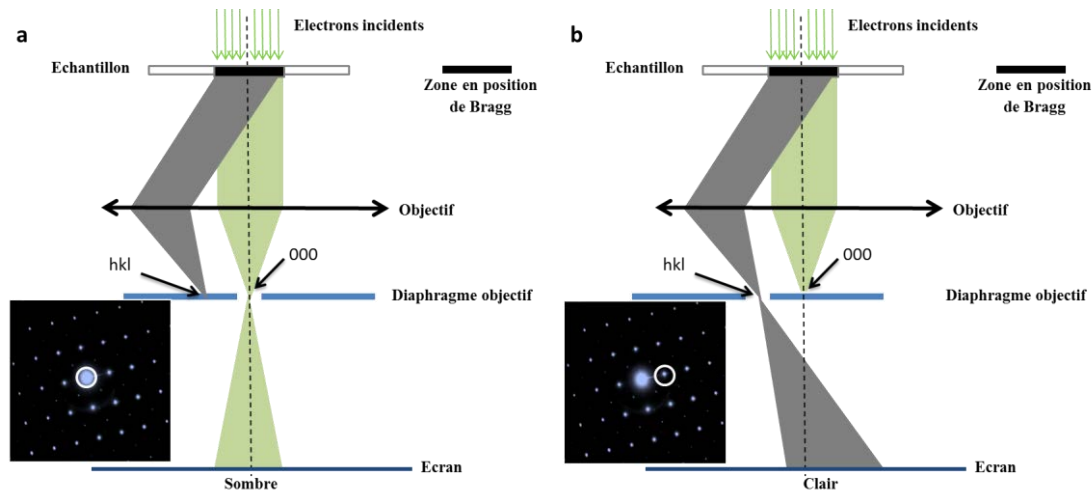 a
Electrons incidents
Echantillon
Zone en position
de Bragg
Objectif
hkl
000
Diaphragme objectif
Ecran
Sombre
b
Electrons incidents
Echantillon
Zone en position
de Bragg
Objectif
hkl
000
Diaphragme objectif
Ecran
Clair